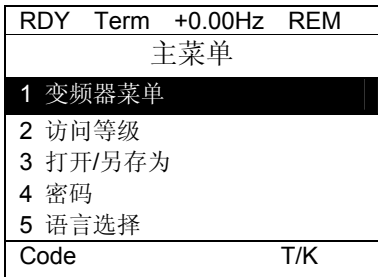 RDY Term +0.00Hz REM
主菜单
1 变频器菜单
2 访问等级
3 打开/另存为
4 密码
5 语言选择
Code T/K